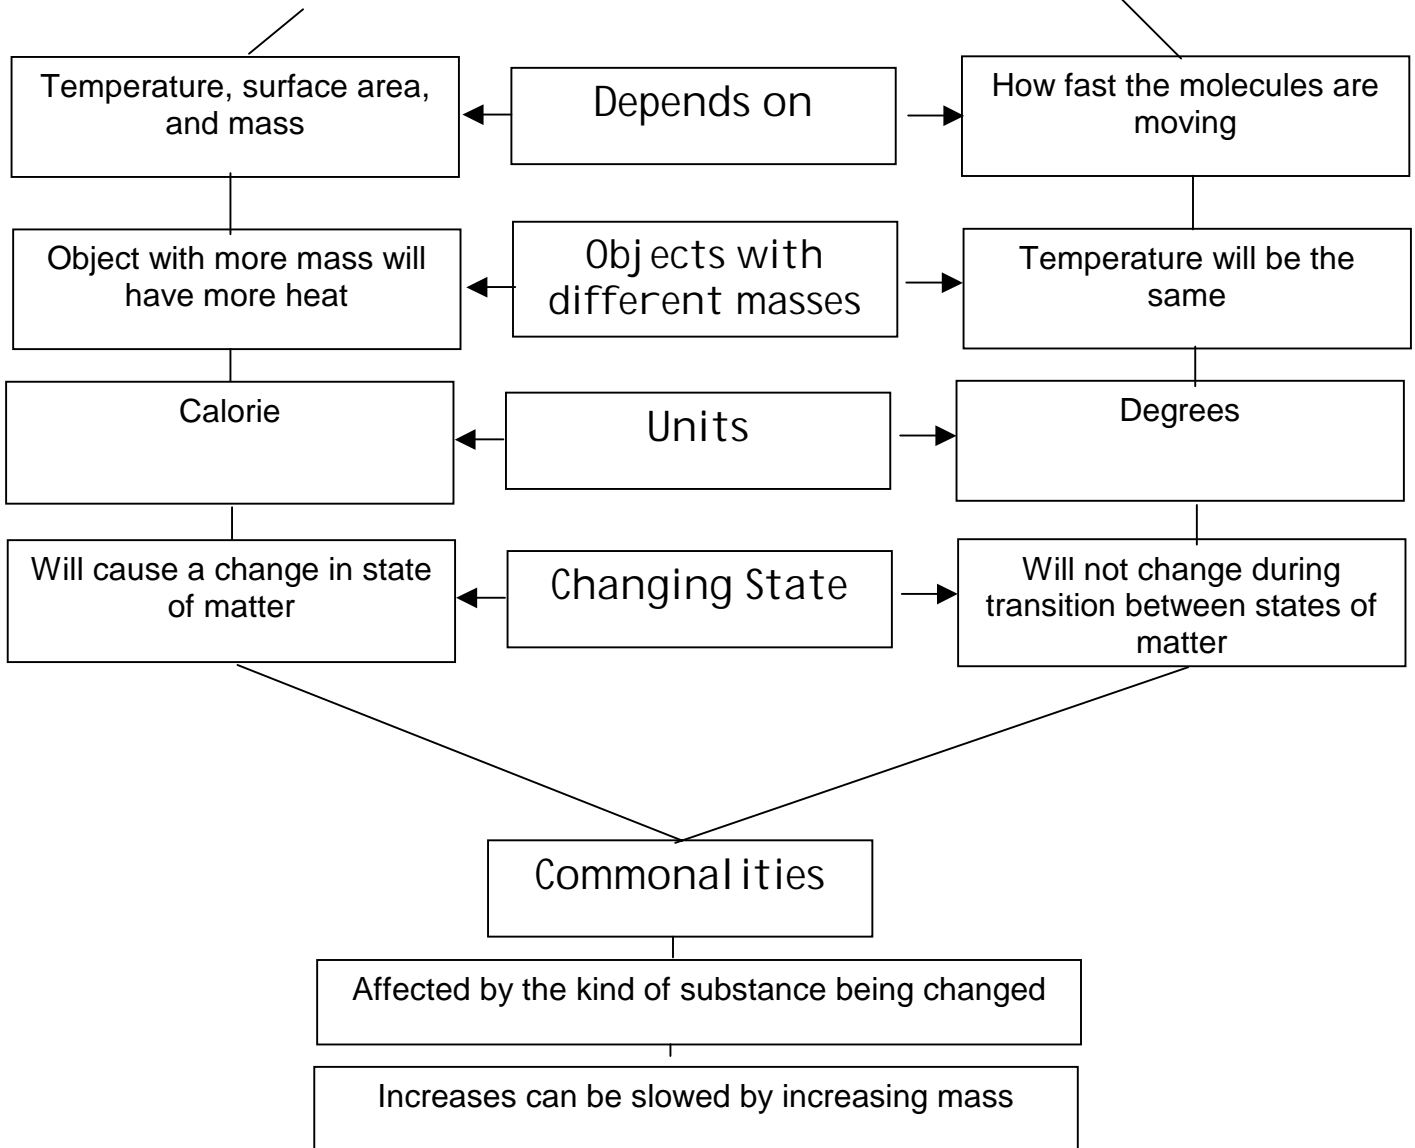 Temperature, surface area,
and mass
Depends on
How fast the molecules are
moving
Object with more mass will
have more heat
Objects with
different masses
Temperature will be the
same
Calorie
Units
Degrees
Will cause a change in state
of matter
Changing State
Will not change during
transition between states of
matter
Commonalities
Affected by the kind of substance being changed
Increases can be slowed by increasing mass